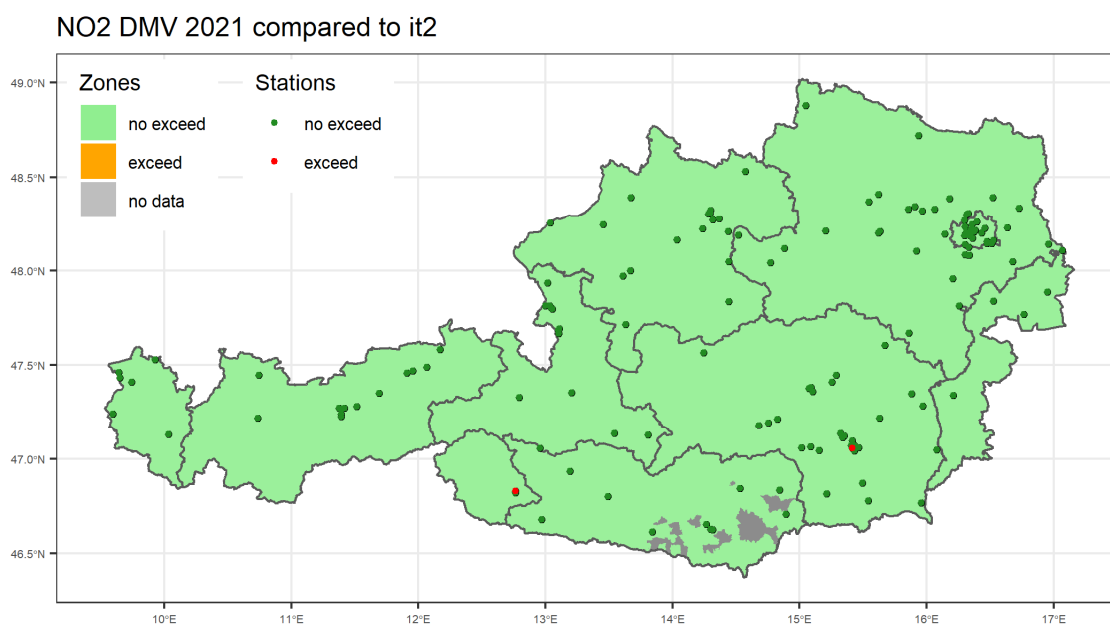 NO2 DMV 2021 compared to it2
Zones
no exceed
exceed
no data
Stations
no exceed
exceed
49.0°N
48.5°N
48.0°N
47.5°N
47.0°N
46.5°N
10°E
11°E
12°E
13°E
14°E
15°E
16°E
17°E